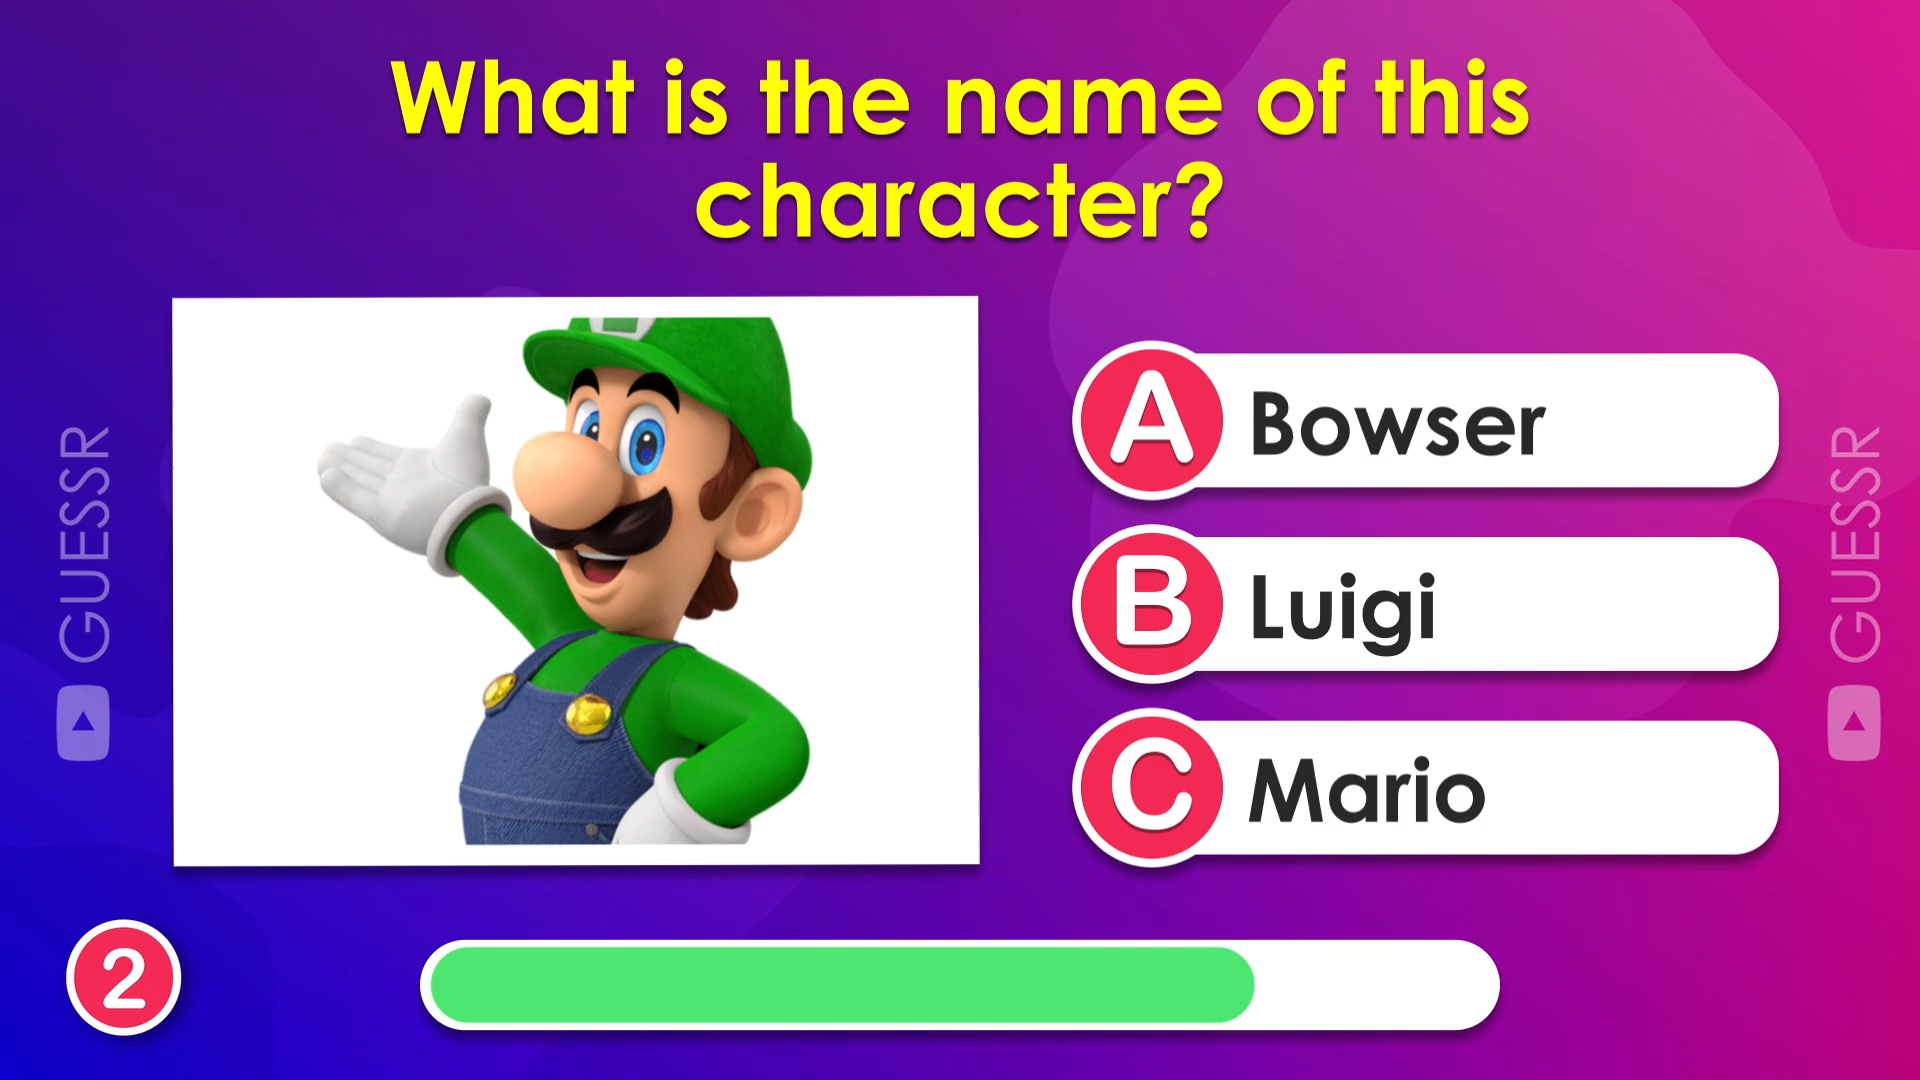 What is the name of this
character?
A Bowser
B Luigi
C Mario
2
GUESSR
GUESSR